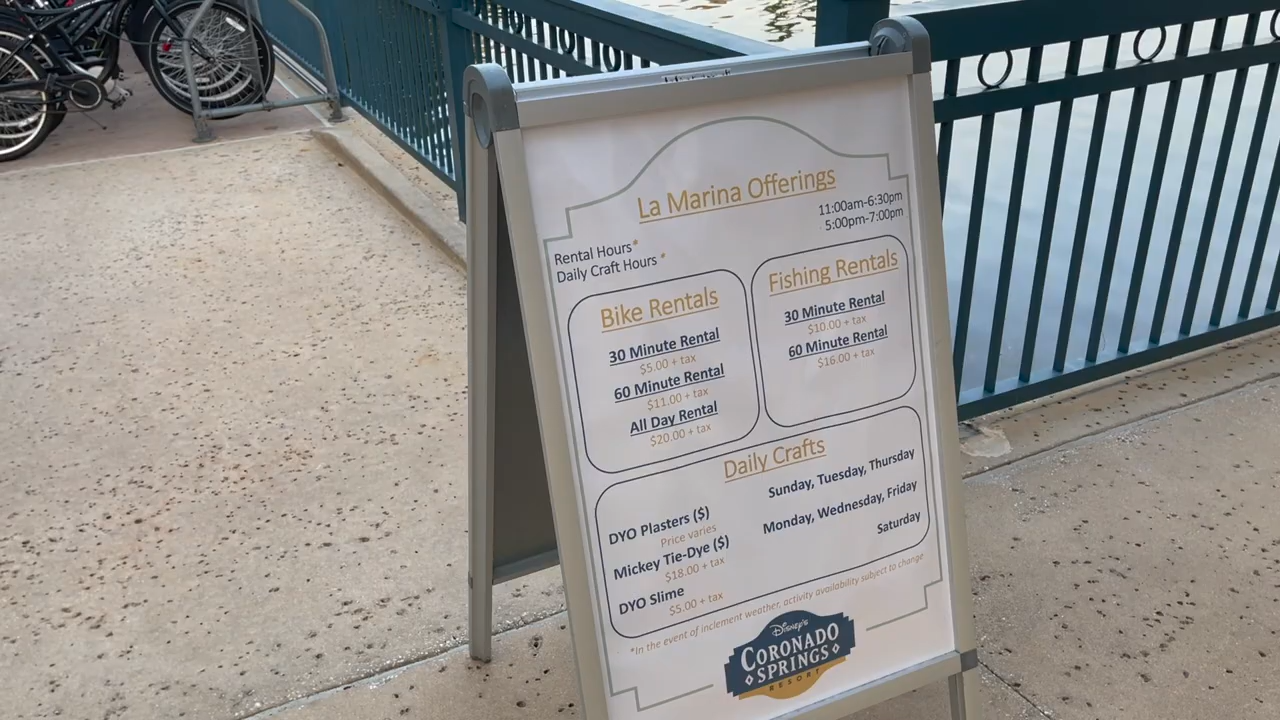 La Marina Offerings
Rental Hours* 11:00am-6:30pm
Daily Craft Hours * 5:00pm-7:00pm
Bike Rentals
30 Minute Rental
$5.00 + tax
60 Minute Rental
$11.00 + tax
All Day Rental
$20.00 + tax
Fishing Rentals
30 Minute Rental
$10.00 + tax
60 Minute Rental
$16.00 + tax
Daily Crafts
DYO Plasters ($) Sunday, Tuesday, Thursday
Price varies
Mickey Tie-Dye ($) Monday, Wednesday, Friday
$18.00 + tax
DYO Slime Saturday
$5.00 + tax
*In the event of inclement weather, activity availability subject to change
Disney's
CORONADO
SPRINGS
RESORT